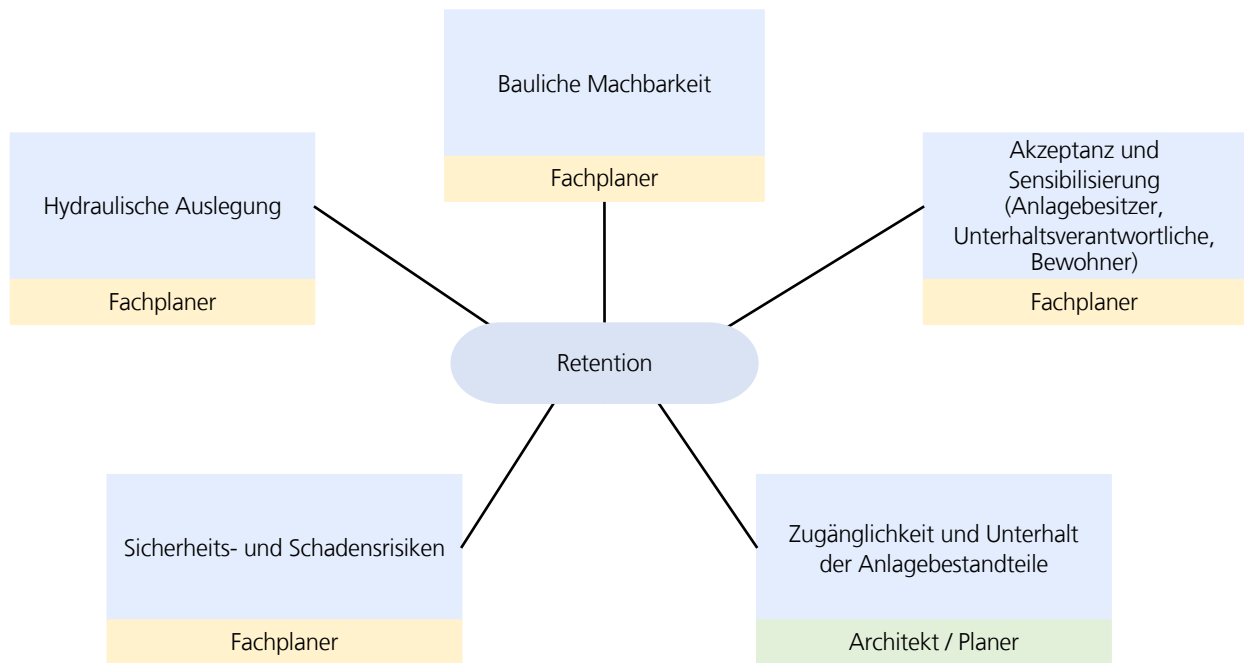 Bauliche Machbarkeit
Fachplaner
Hydraulische Auslegung
Fachplaner
Akzeptanz und
Sensibilisierung
(Anlagebesitzer,
Unterhaltsverantwortliche,
Bewohner)
Fachplaner
Retention
Sicherheits- und Schadensrisiken
Fachplaner
Zugänglichkeit und Unterhalt
der Anlagebestandteile
Architekt / Planer